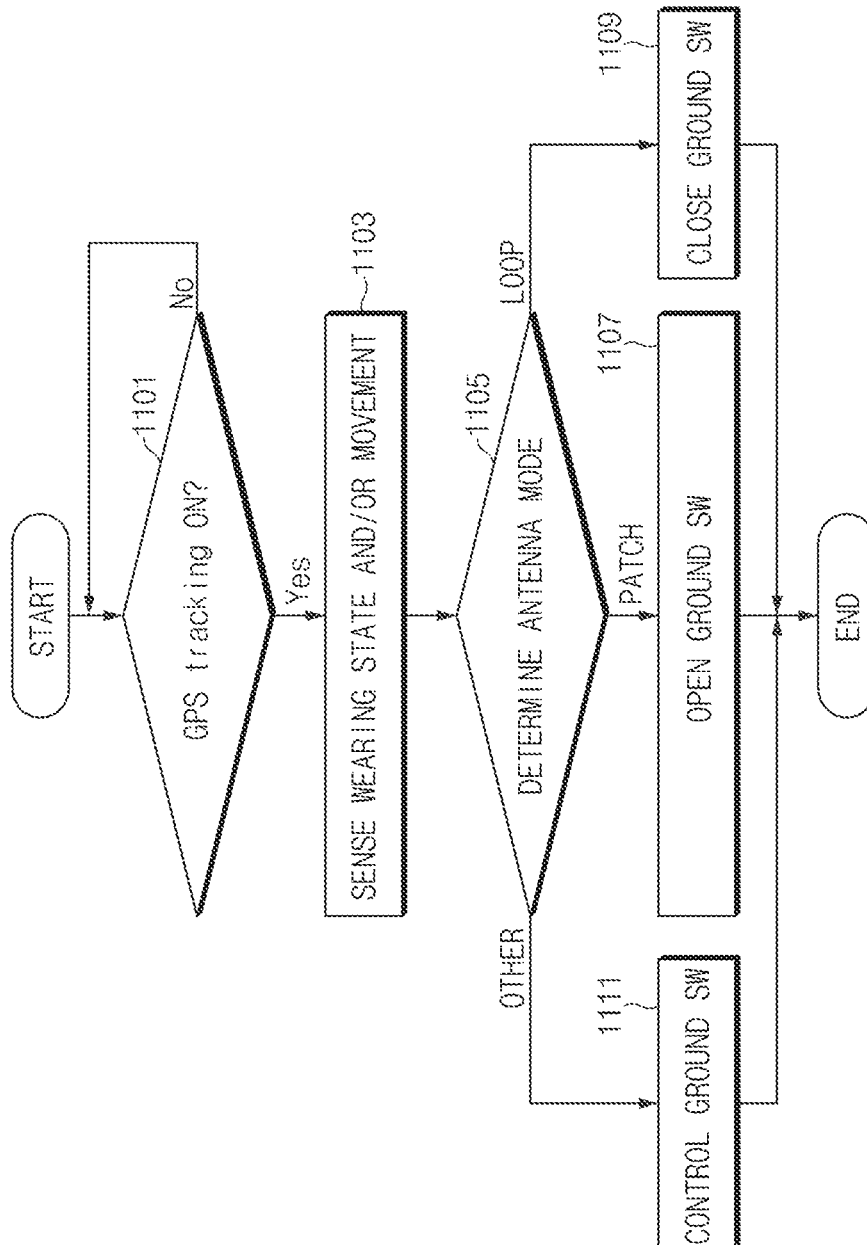 START
No
1101
GPS tracking ON?
Yes
1103
SENSE WEARING STATE AND/OR MOVEMENT
1105
DETERMINE ANTENNA MODE
OTHER
PATCH
LOOP
1111
CONTROL GROUND SW
1107
OPEN GROUND SW
1109
CLOSE GROUND SW
END